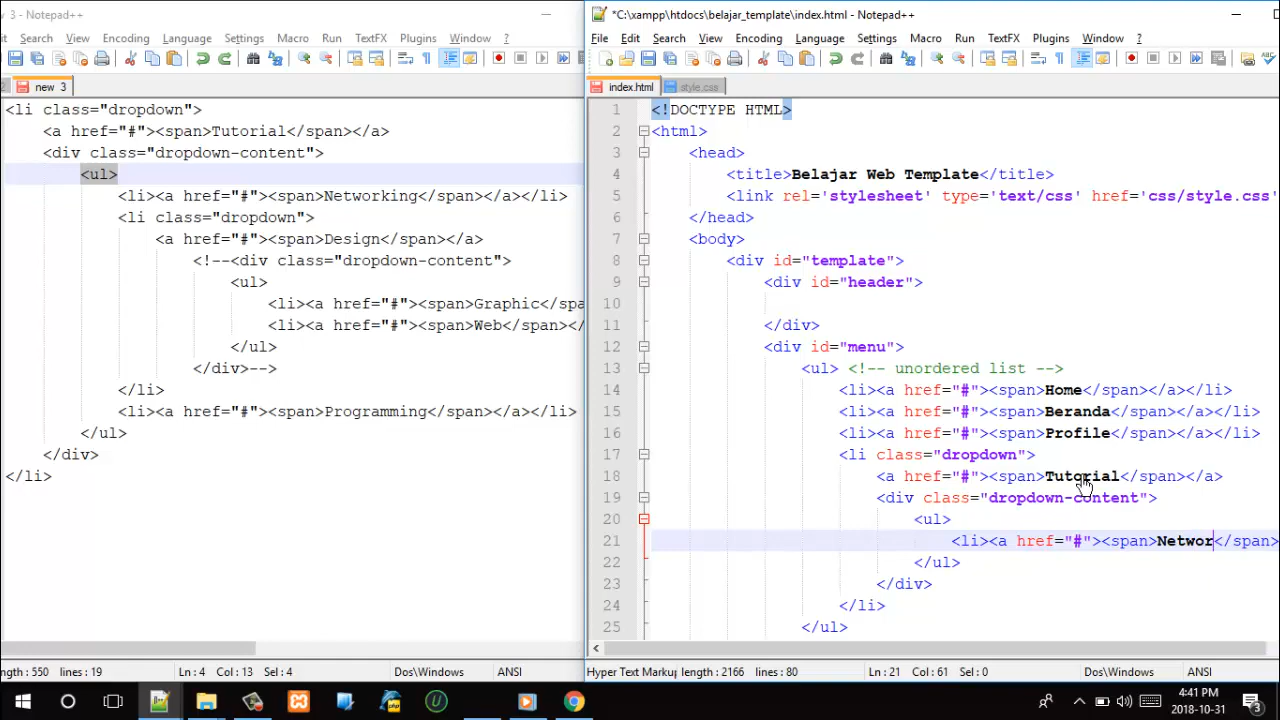 w 3 - Notepad++
Search View Encoding Language Settings Macro Run TextFX Plugins Window ?
2 new 3
<li class="dropdown">
<a href="#"><span>Tutorial</span></a>
<div class="dropdown-content">
<ul>
<li><a href="#"><span>Networking</span></a></li>
<li class="dropdown">
<a href="#"><span>Design</span></a>
<!--<div class="dropdown-content">
<ul>
<li><a href="#"><span>Graphic</spa
<li><a href="#"><span>Web</span></
</ul>
</div>-->
</li>
<li><a href="#"><span>Programming</span></a></li>
</ul>
</div>
</li>
ngth : 550 lines : 19 Ln : 4 Col : 13 Sel : 4 Dos\Windows ANSI
*C:\xampp\htdocs\belajar_template\index.html - Notepad++
File Edit Search View Encoding Language Settings Macro Run TextFX Plugins Window ?
index.html style.css
1 <!DOCTYPE HTML>
2 <html>
3 <head>
4 <title>Belajar Web Template</title>
5 <link rel='stylesheet' type='text/css' href='css/style.css'
6 </head>
7 <body>
8 <div id="template">
9 <div id="header">
10
11 </div>
12 <div id="menu">
13 <ul> <!-- unordered list -->
14 <li><a href="#"><span>Home</span></a></li>
15 <li><a href="#"><span>Beranda</span></a></li>
16 <li><a href="#"><span>Profile</span></a></li>
17 <li class="dropdown">
18 <a href="#"><span>Tutorial</span></a>
19 <div class="dropdown-content">
20 <ul>
21 <li><a href="#"><span>Networ</span>
22 </ul>
23 </div>
24 </li>
25 </ul>
Hyper Text Markup length : 2166 lines : 80 Ln : 21 Col : 61 Sel : 0 Dos\Windows ANSI
4:41 PM
2018-10-31
3